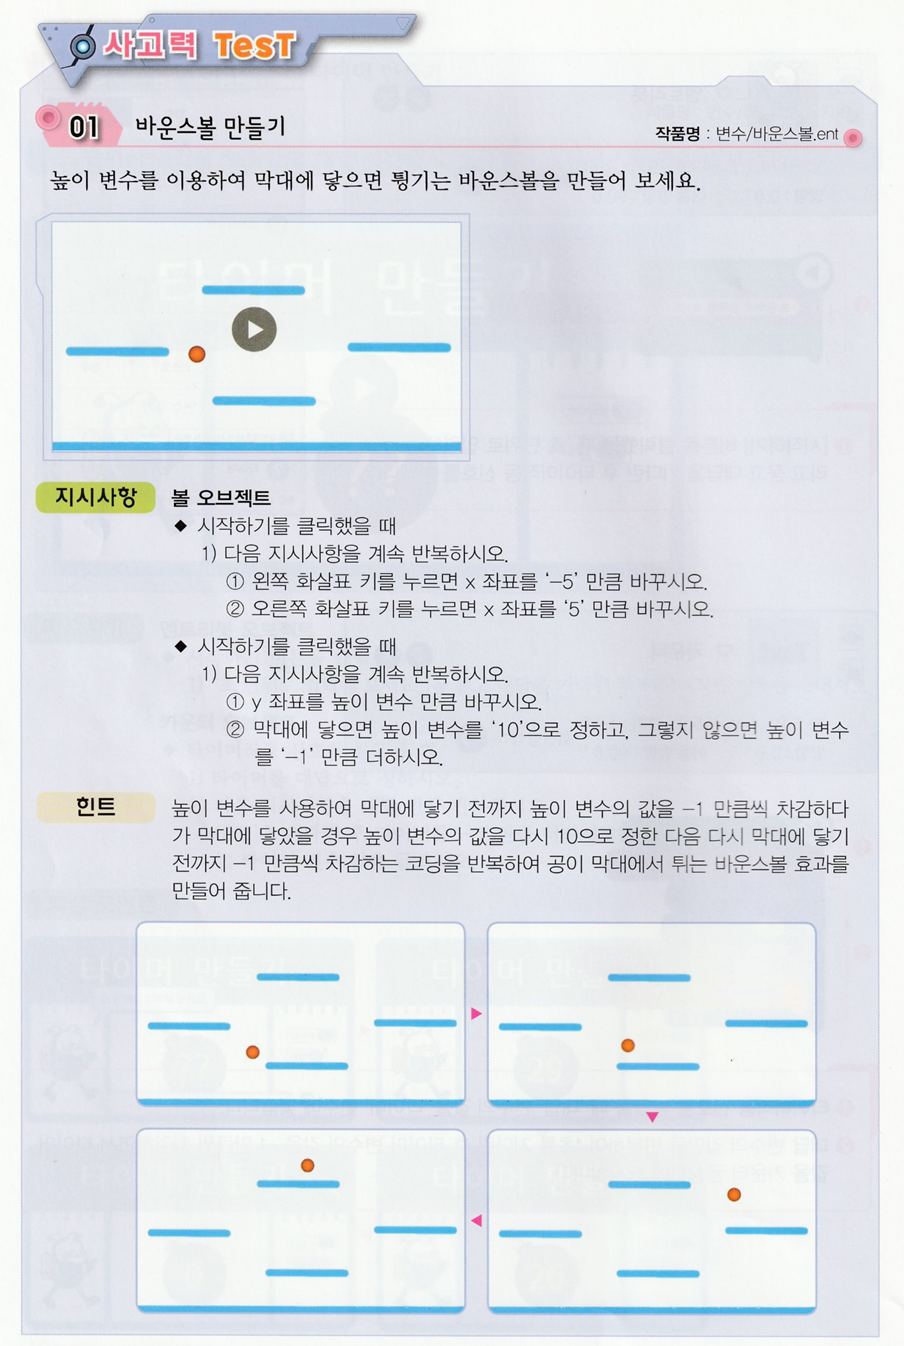 사고력 TesT
01 바운스볼 만들기 작품명 : 변수/바운스볼.ent
높이 변수를 이용하여 막대에 닿으면 튕기는 바운스볼을 만들어 보세요.
지시사항 볼 오브젝트
◆ 시작하기를 클릭했을 때
1) 다음 지시사항을 계속 반복하시오.
① 왼쪽 화살표 키를 누르면 x 좌표를 ‘-5’ 만큼 바꾸시오.
② 오른쪽 화살표 키를 누르면 x 좌표를 ‘5’ 만큼 바꾸시오.
◆ 시작하기를 클릭했을 때
1) 다음 지시사항을 계속 반복하시오.
① y 좌표를 높이 변수 만큼 바꾸시오.
② 막대에 닿으면 높이 변수를 ‘10’으로 정하고, 그렇지 않으면 높이 변수
를 ‘-1’ 만큼 더하시오.
힌트 높이 변수를 사용하여 막대에 닿기 전까지 높이 변수의 값을 -1 만큼씩 차감하다
가 막대에 닿았을 경우 높이 변수의 값을 다시 10으로 정한 다음 다시 막대에 닿기
전까지 -1 만큼씩 차감하는 코딩을 반복하여 공이 막대에서 튀는 바운스볼 효과를
만들어 줍니다.